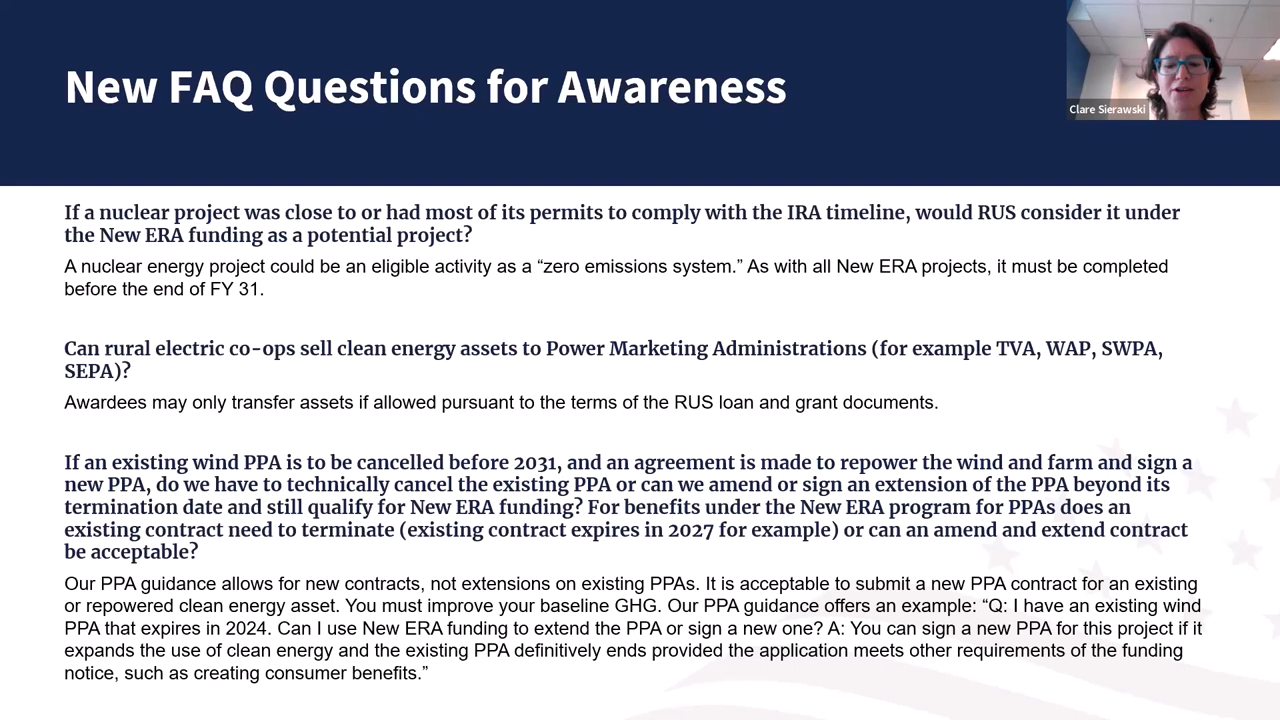 New FAQ Questions for Awareness
Clare Sierawski
If a nuclear project was close to or had most of its permits to comply with the IRA timeline, would RUS consider it under
the New ERA funding as a potential project?
A nuclear energy project could be an eligible activity as a “zero emissions system.” As with all New ERA projects, it must be completed
before the end of FY 31.
Can rural electric co-ops sell clean energy assets to Power Marketing Administrations (for example TVA, WAP, SWPA,
SEPA)?
Awardees may only transfer assets if allowed pursuant to the terms of the RUS loan and grant documents.
If an existing wind PPA is to be cancelled before 2031, and an agreement is made to repower the wind and farm and sign a
new PPA, do we have to technically cancel the existing PPA or can we amend or sign an extension of the PPA beyond its
termination date and still qualify for New ERA funding? For benefits under the New ERA program for PPAs does an
existing contract need to terminate (existing contract expires in 2027 for example) or can an amend and extend contract
be acceptable?
Our PPA guidance allows for new contracts, not extensions on existing PPAs. It is acceptable to submit a new PPA contract for an existing
or repowered clean energy asset. You must improve your baseline GHG. Our PPA guidance offers an example: “Q: I have an existing wind
PPA that expires in 2024. Can I use New ERA funding to extend the PPA or sign a new one? A: You can sign a new PPA for this project if it
expands the use of clean energy and the existing PPA definitively ends provided the application meets other requirements of the funding
notice, such as creating consumer benefits.”